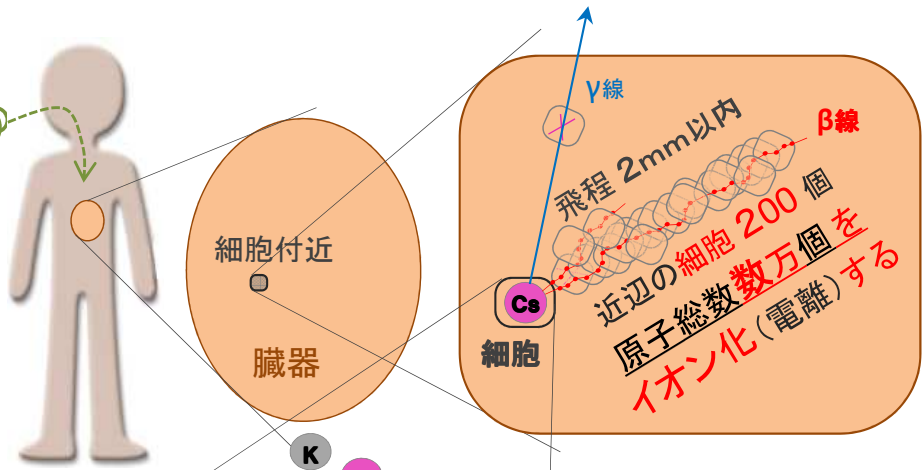 γ線
β線
飛程 2mm以内
近辺の細胞 200 個
原子総数数万個を
イオン化(電離)する
Cs
細胞
細胞付近
臓器
K